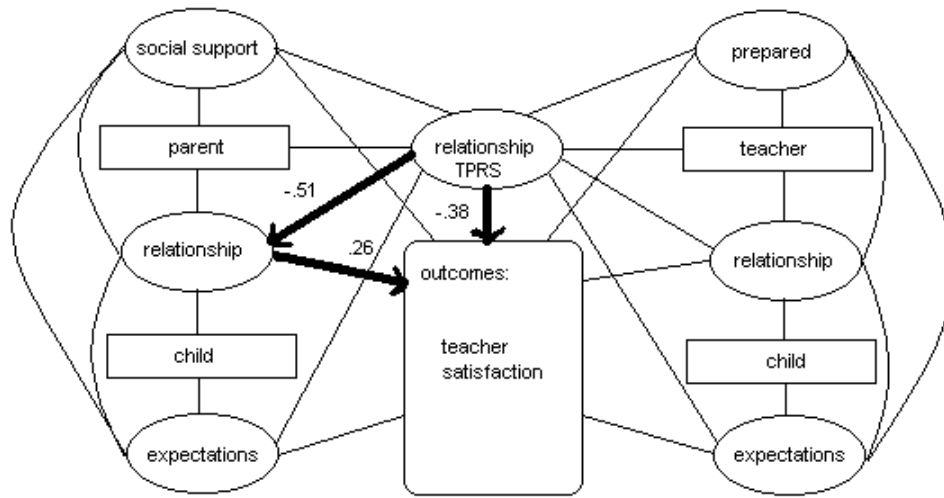 social support
prepared
parent
relationship
TPRS
teacher
-.51
-.38
relationship
.26
relationship
outcomes:
child
teacher
satisfaction
child
expectations
expectations